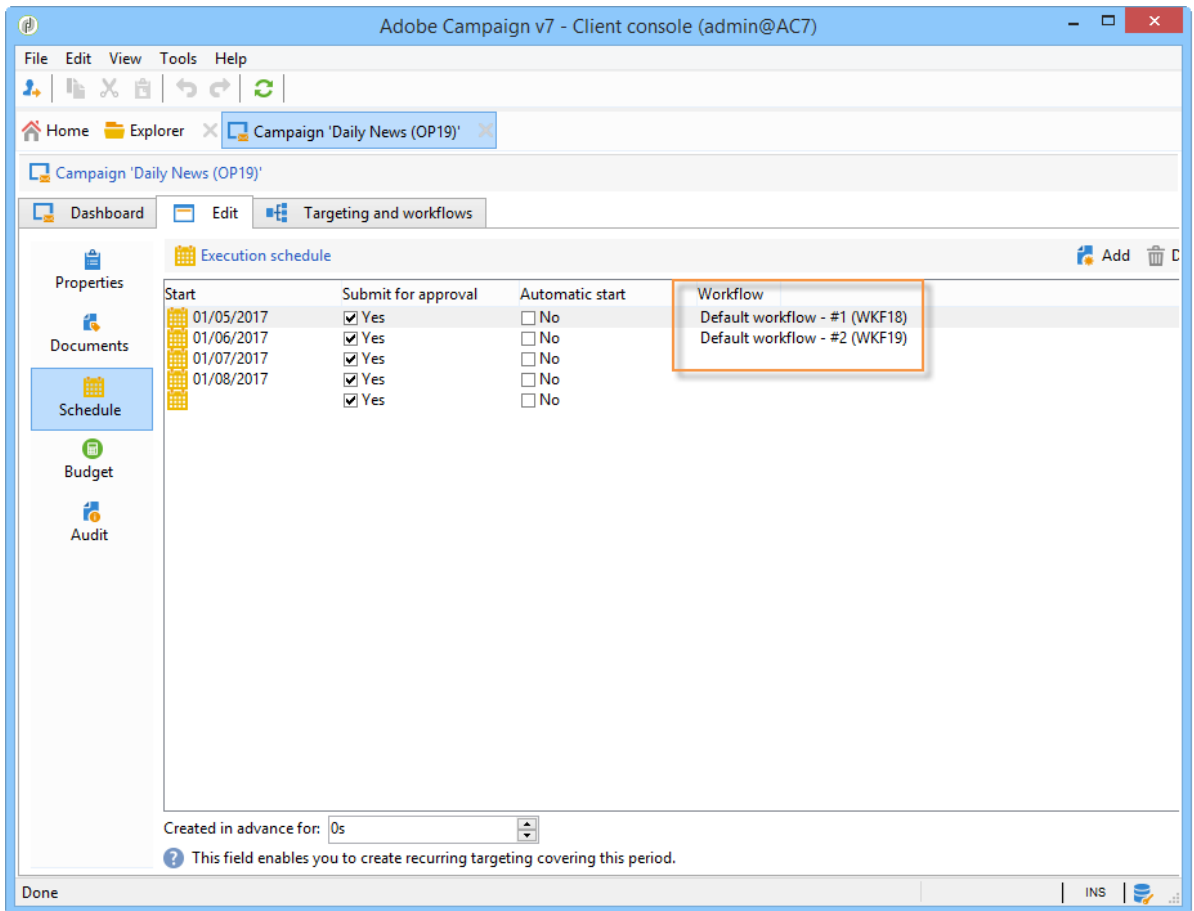 Adobe Campaign v7 - Client console (admin@AC7)
File Edit View Tools Help
Home Explorer Campaign 'Daily News (OP19)'
Campaign 'Daily News (OP19)'
Dashboard Edit Targeting and workflows
Properties
Documents
Schedule
Budget
Audit
Execution schedule Add D
Start Submit for approval Automatic start Workflow
01/05/2017 Yes No Default workflow - #1 (WKF18)
01/06/2017 Yes No Default workflow - #2 (WKF19)
01/07/2017 Yes No
01/08/2017 Yes No
Yes No
Created in advance for: 0s
? This field enables you to create recurring targeting covering this period.
Done INS